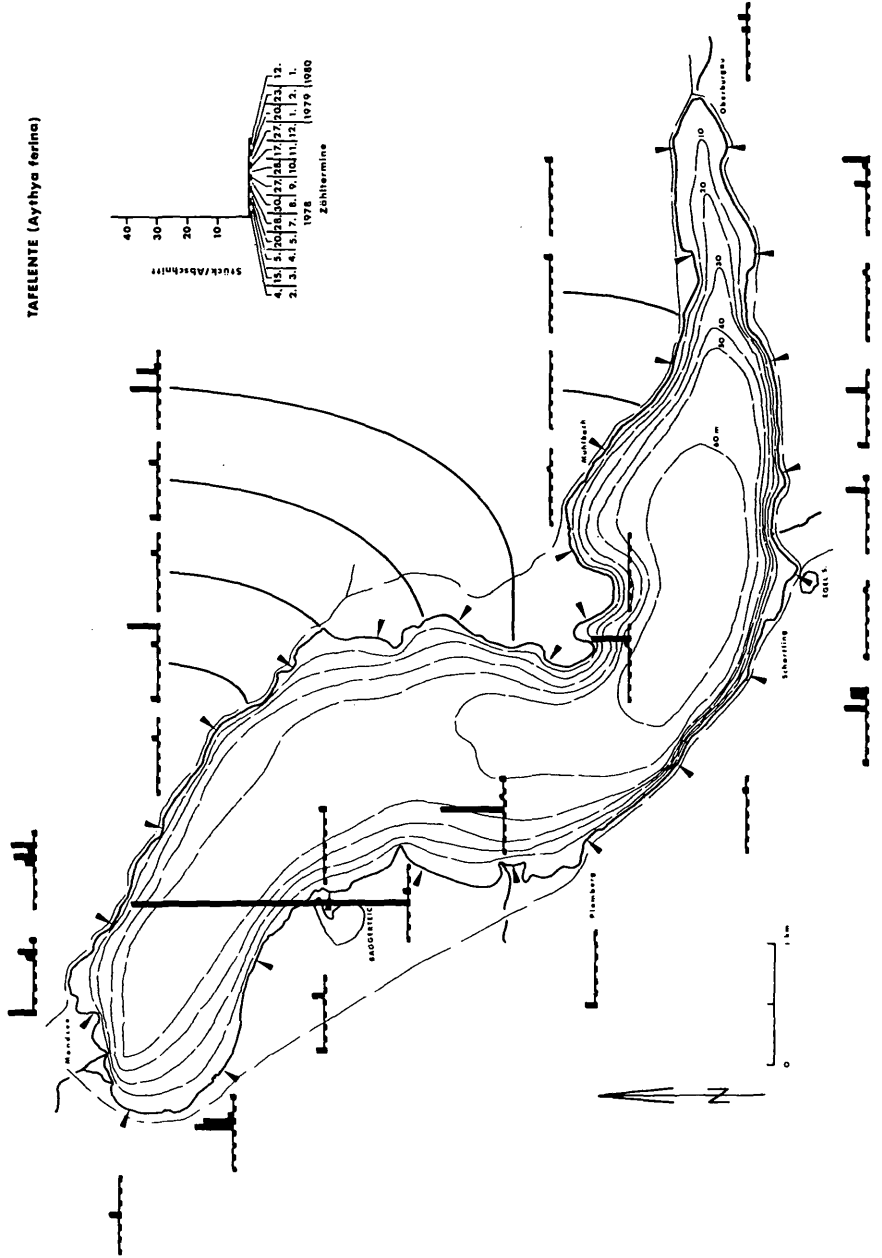 TAFELENTE (Aythya ferina)
40
30
20
10
Stück/Abschnitt
4. 15. 5. 20. 28. 30. 27. 28. 17. 27. 20. 23. 12.
2. 3. 4. 5. 7. 8. 9. 10. 11. 12. 1. 2. 1.
1978 (1979 (1980
Zähltermine
Mondsee
BAGGERTEIC
Plomberg
Scharfling
EGEL S.
Mühlbach
Oberburgau
10
20
30
40
50
60 m
0 1 km
N